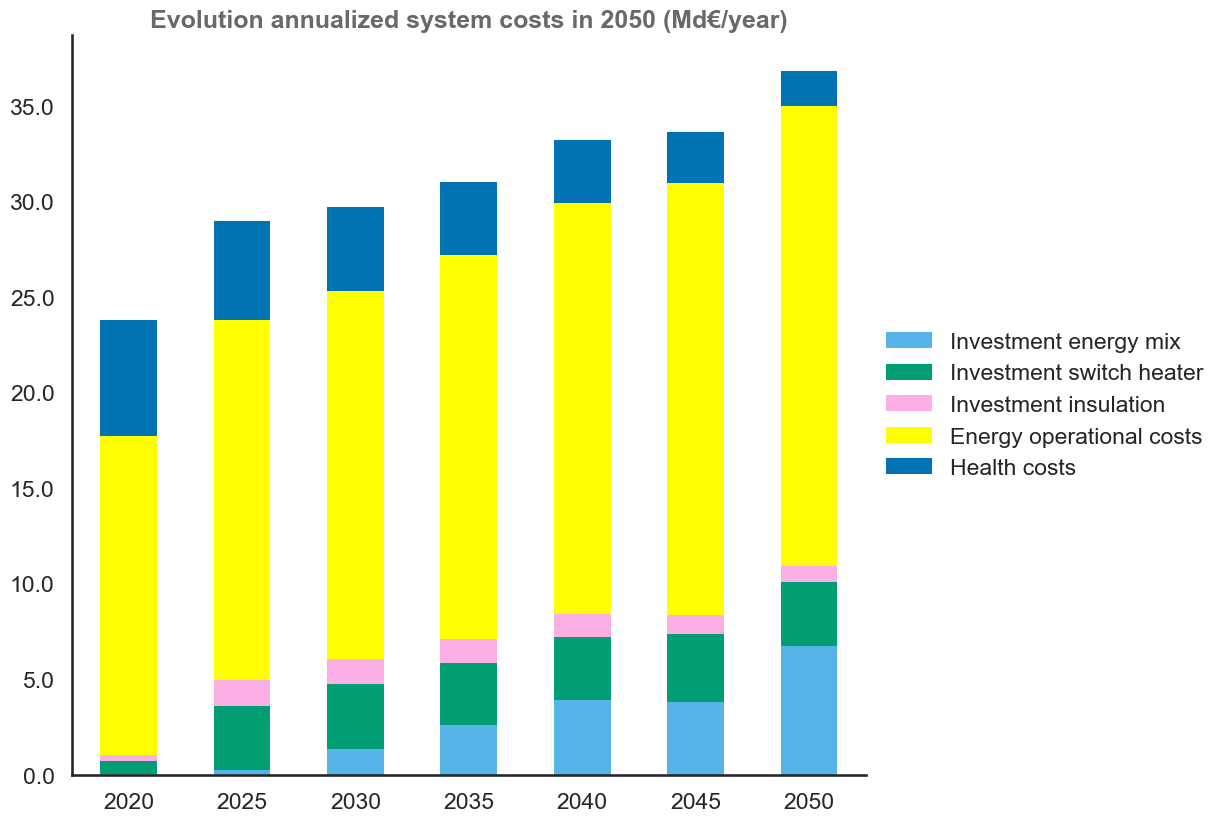 Evolution annualized system costs in 2050 (Md€/year)
35.0
30.0
25.0
20.0
15.0
10.0
5.0
0.0
2020 2025 2030 2035 2040 2045 2050
Investment energy mix
Investment switch heater
Investment insulation
Energy operational costs
Health costs